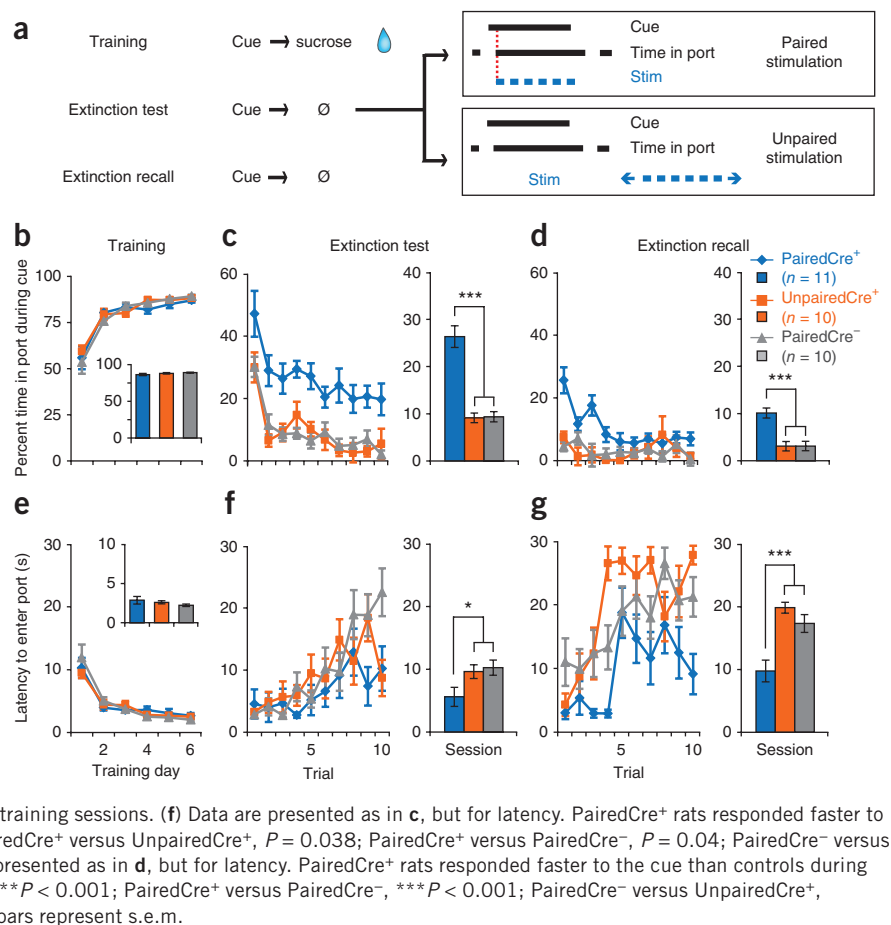 a
Training Cue → sucrose
Extinction test Cue → Ø
Extinction recall Cue → Ø
Cue
Time in port
Stim
Paired
stimulation
Cue
Time in port
Stim
Unpaired
stimulation
b Training
c Extinction test
d Extinction recall
PairedCre⁺
(n = 11)
UnpairedCre⁺
(n = 10)
PairedCre⁻
(n = 10)
Percent time in port during cue
100
75
50
25
0
100
50
0
60
40
20
0
***
40
30
20
10
0
60
40
20
0
***
40
30
20
10
0
e
f
g
Latency to enter port (s)
30
20
10
0
10
5
0
2 4 6
Training day
30
20
10
0
5 10
Trial
*
30
20
10
0
Session
30
20
10
0
5 10
Trial
***
30
20
10
0
Session
training sessions. (f) Data are presented as in c, but for latency. PairedCre⁺ rats responded faster to
redCre⁺ versus UnpairedCre⁺, P = 0.038; PairedCre⁺ versus PairedCre⁻, P = 0.04; PairedCre⁻ versus
presented as in d, but for latency. PairedCre⁺ rats responded faster to the cue than controls during
**P < 0.001; PairedCre⁺ versus PairedCre⁻, ***P < 0.001; PairedCre⁻ versus UnpairedCre⁺,
bars represent s.e.m.